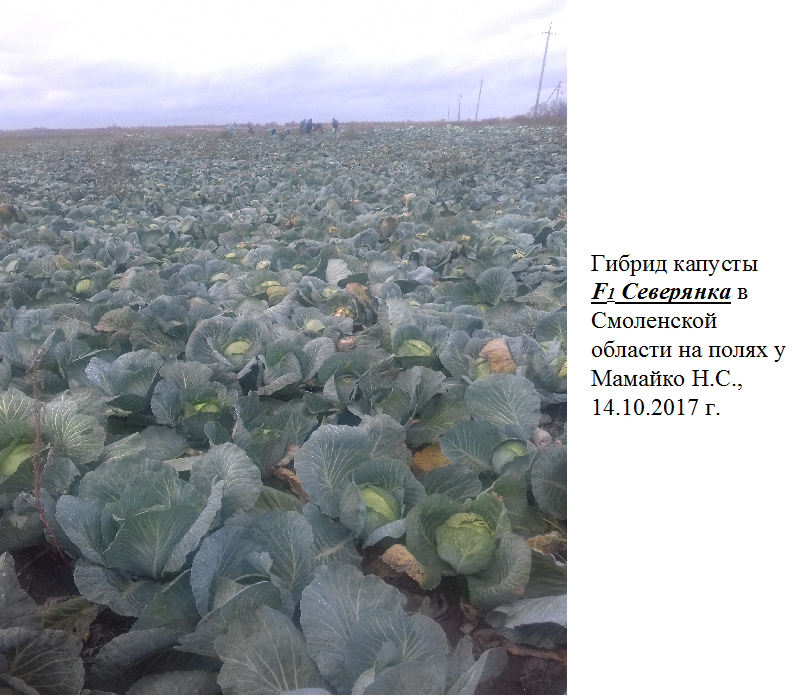 Гибрид капусты
F1 Северянка в
Смоленской
области на полях у
Мамайко Н.С.,
14.10.2017 г.